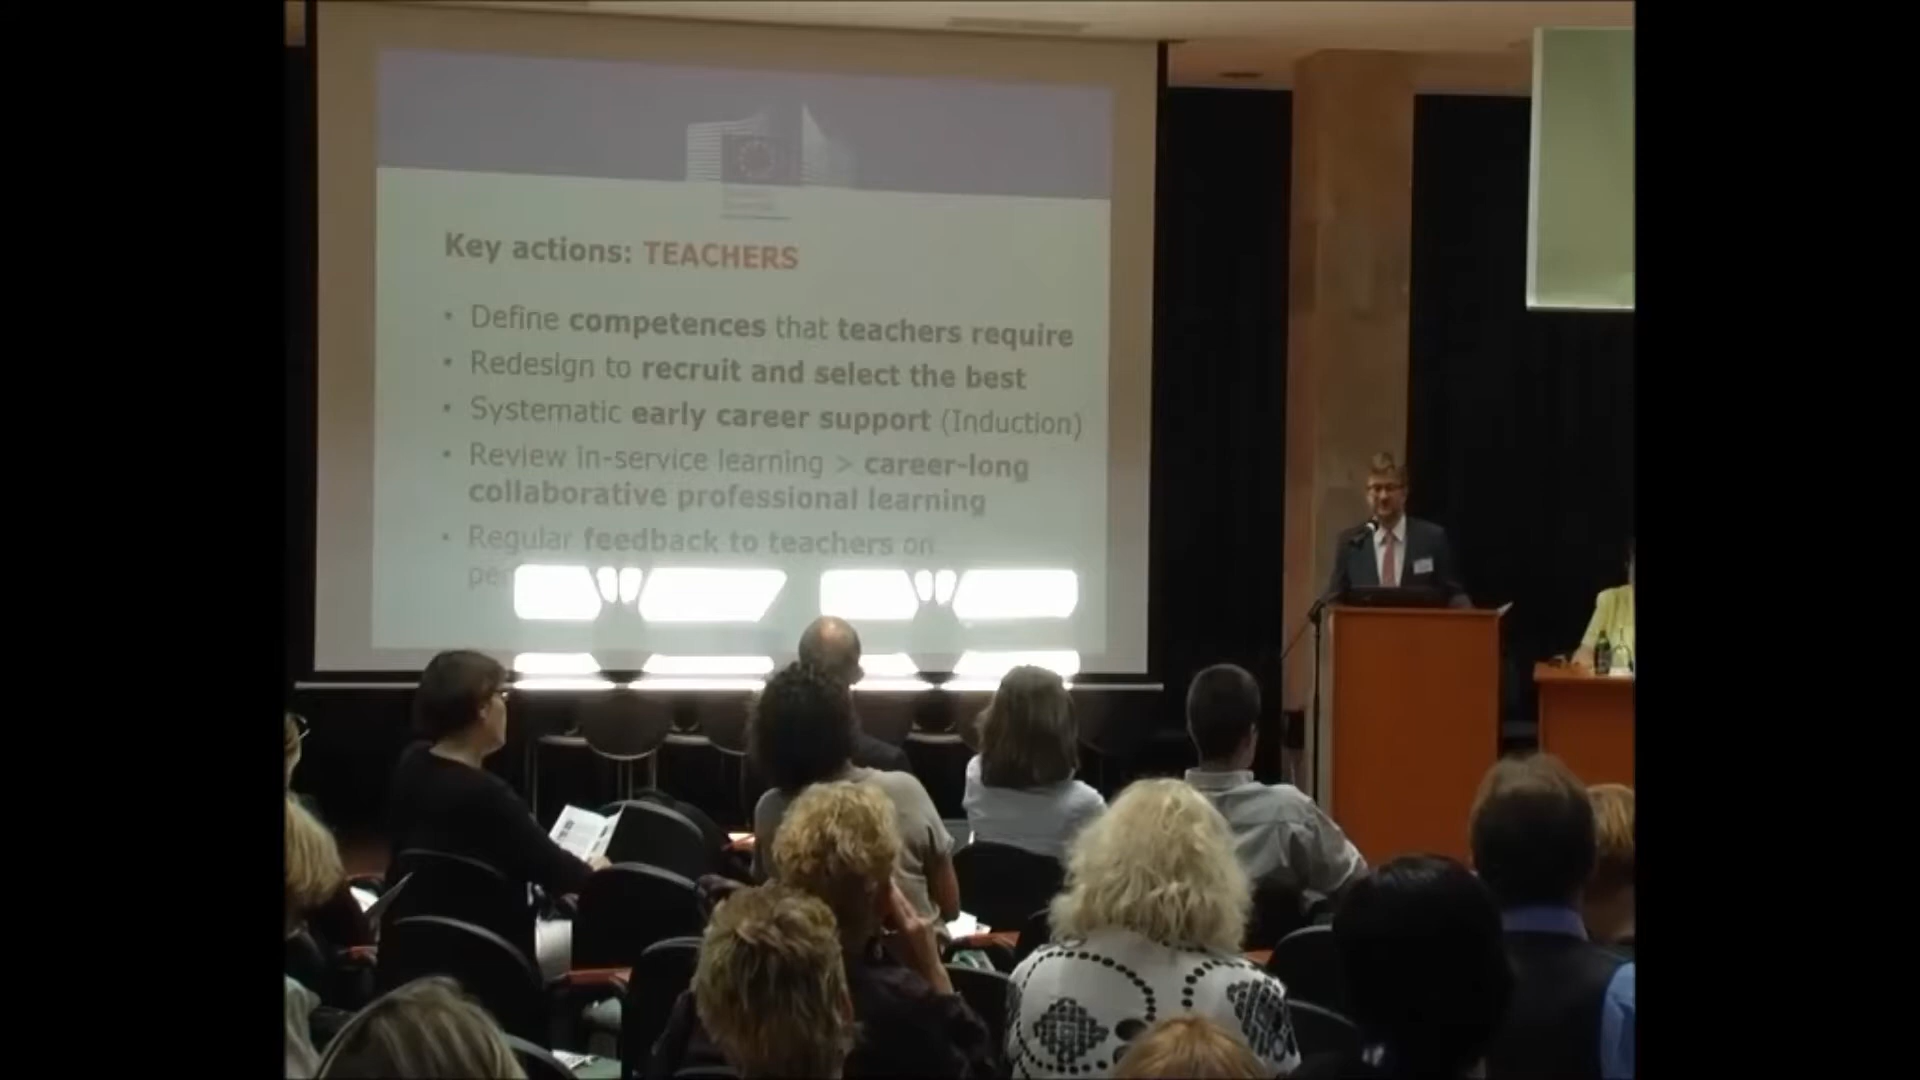 Key actions: TEACHERS
• Define competences that teachers require
• Redesign to recruit and select the best
• Systematic early career support (Induction)
• Review in-service learning > career-long
collaborative professional learning
• Regular feedback to teachers on